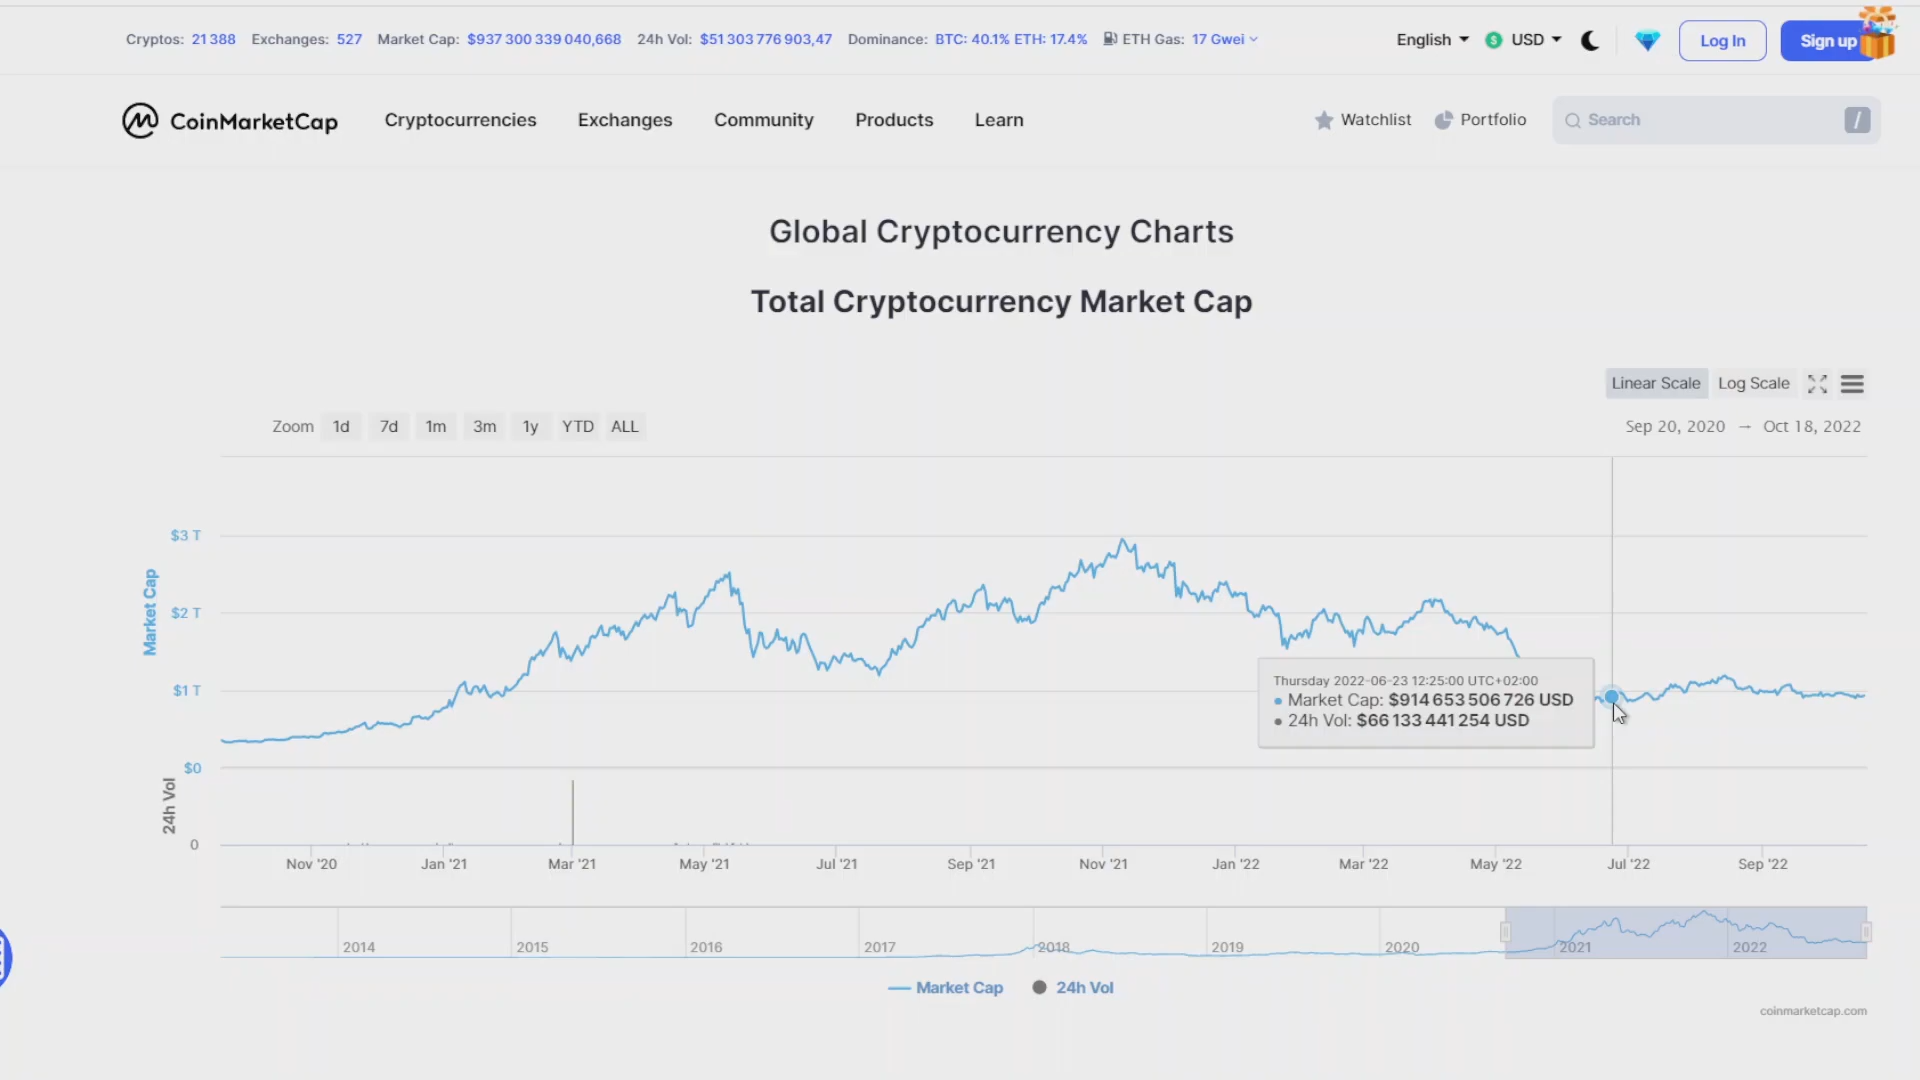 Cryptos: 21 388 Exchanges: 527 Market Cap: $937 300 339 040,668 24h Vol: $51 303 776 903,47 Dominance: BTC: 40.1% ETH: 17.4% ETH Gas: 17 Gwei English USD Log In Sign up
CoinMarketCap Cryptocurrencies Exchanges Community Products Learn Watchlist Portfolio Search /
Global Cryptocurrency Charts
Total Cryptocurrency Market Cap
Linear Scale Log Scale
Zoom 1d 7d 1m 3m 1y YTD ALL Sep 20, 2020 → Oct 18, 2022
$3 T
Market Cap
$2 T
Thursday 2022-06-23 12:25:00 UTC+02:00
$1 T
Market Cap: $914 653 506 726 USD
24h Vol: $66 133 441 254 USD
$0
24h Vol
0
Nov '20 Jan '21 Mar '21 May '21 Jul '21 Sep '21 Nov '21 Jan '22 Mar '22 May '22 Jul '22 Sep '22
2014 2015 2016 2017 2018 2019 2020 2021 2022
Market Cap 24h Vol
coinmarketcap.com